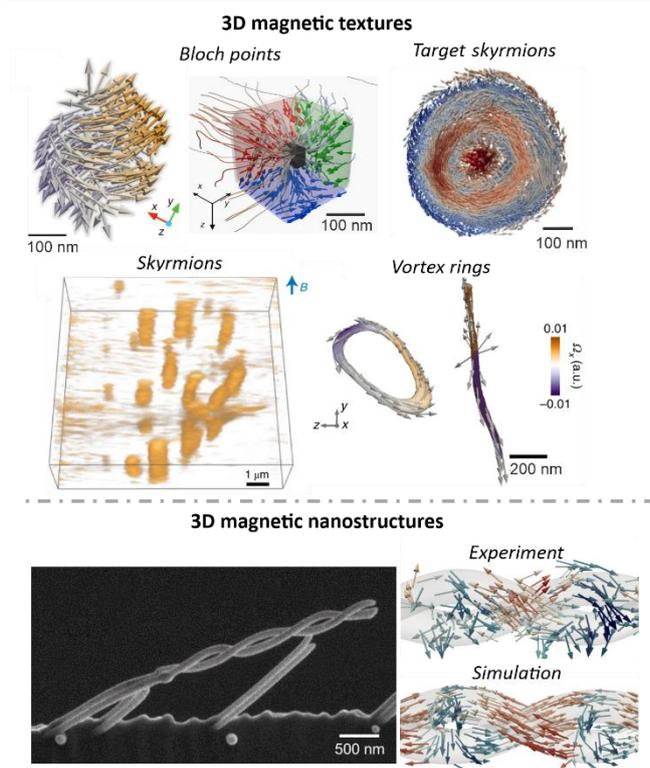 3D magnetic textures
Bloch points
Target skyrmions
x
y
z
100 nm
x
y
z
100 nm
100 nm
Skyrmions
B
1 μm
Vortex rings
y
z
x
200 nm
0.01
Ωx (a.u.)
−0.01
3D magnetic nanostructures
500 nm
Experiment
Simulation